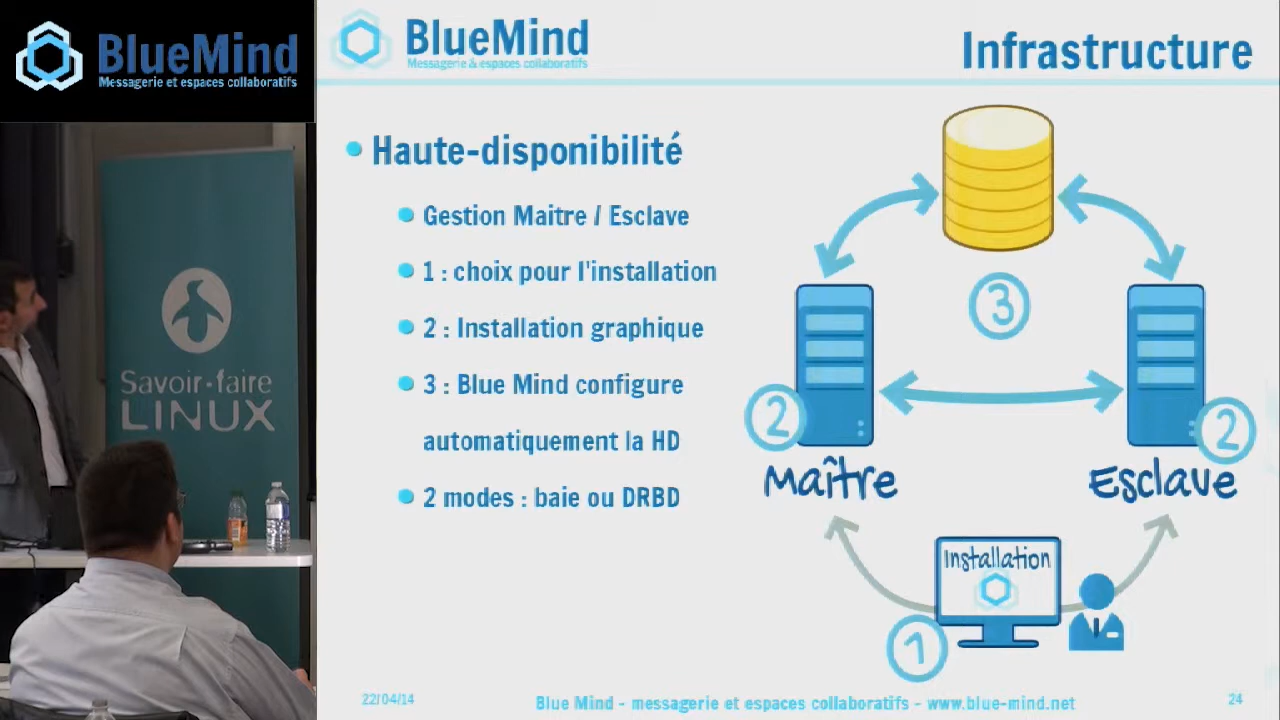 BlueMind
Messagerie et espaces collaboratifs
Savoir-faire
LINUX
BlueMind
Messagerie & espaces collaboratifs
Infrastructure
Haute-disponibilité
Gestion Maitre / Esclave
1 : choix pour l'installation
2 : Installation graphique
3 : Blue Mind configure
automatiquement la HD
2 modes : baie ou DRBD
3
2
2
Maître
Esclave
Installation
1
22/04/14
Blue Mind - messagerie et espaces collaboratifs - www.blue-mind.net
24